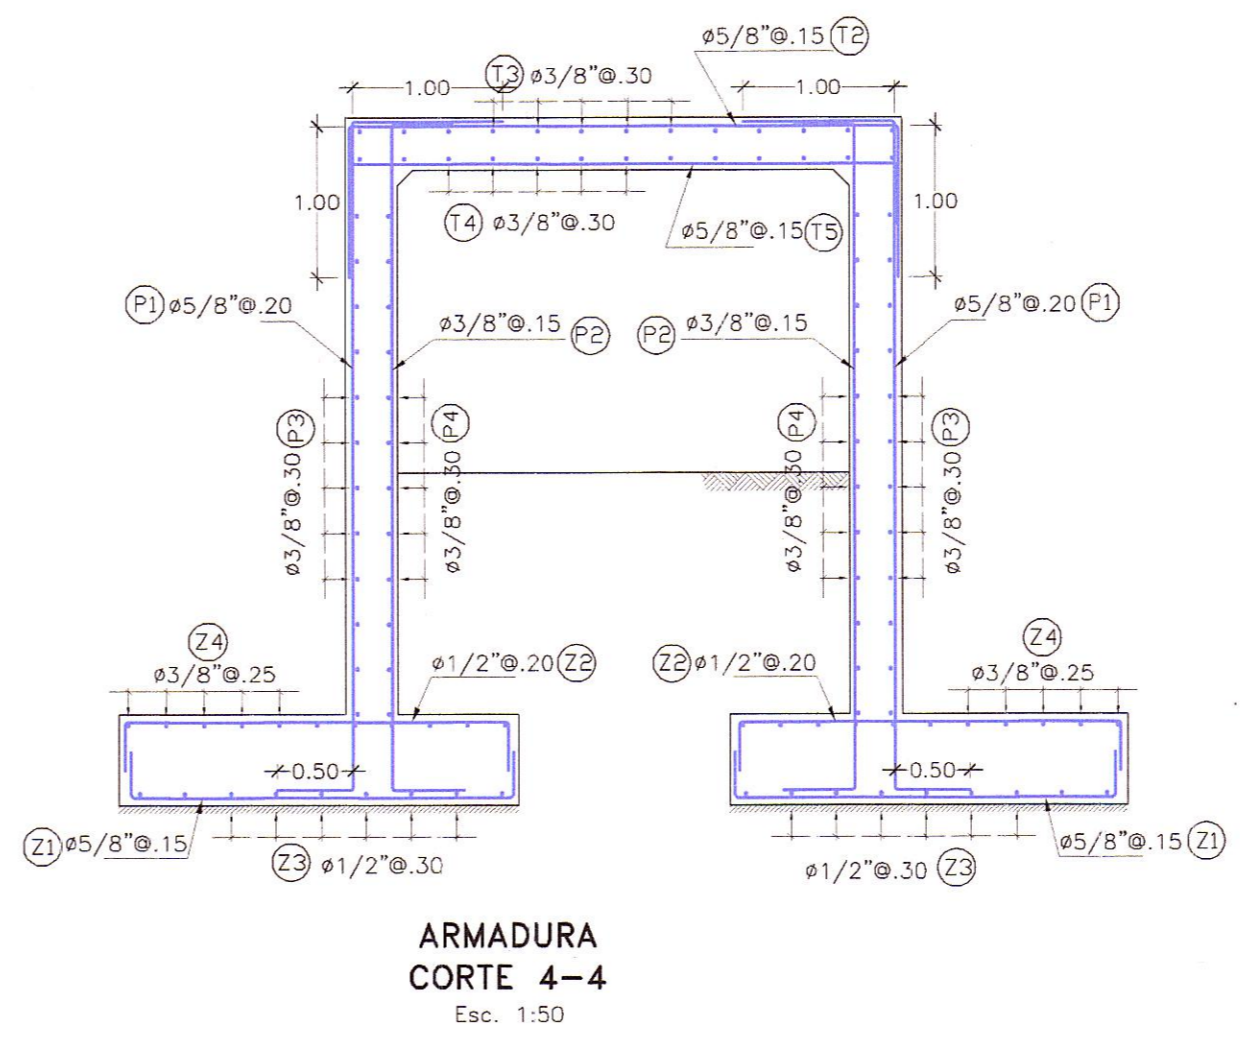 ø5/8"@.15 T2
1.00 T3 ø3/8"@.30 1.00
1.00 T4 ø3/8"@.30 ø5/8"@.15 T5 1.00
P1 ø5/8"@.20 ø3/8"@.15 P2 P2 ø3/8"@.15 ø5/8"@.20 P1
ø3/8"@.30 P3
ø3/8"@.30 P4
ø3/8"@.30 P4
ø3/8"@.30 P3
Z4 Z4
ø3/8"@.25 ø1/2"@.20 Z2 Z2 ø1/2"@.20 ø3/8"@.25
0.50 0.50
Z1 ø5/8"@.15 ø5/8"@.15 Z1
Z3 ø1/2"@.30 ø1/2"@.30 Z3
ARMADURA
CORTE 4-4
Esc. 1:50